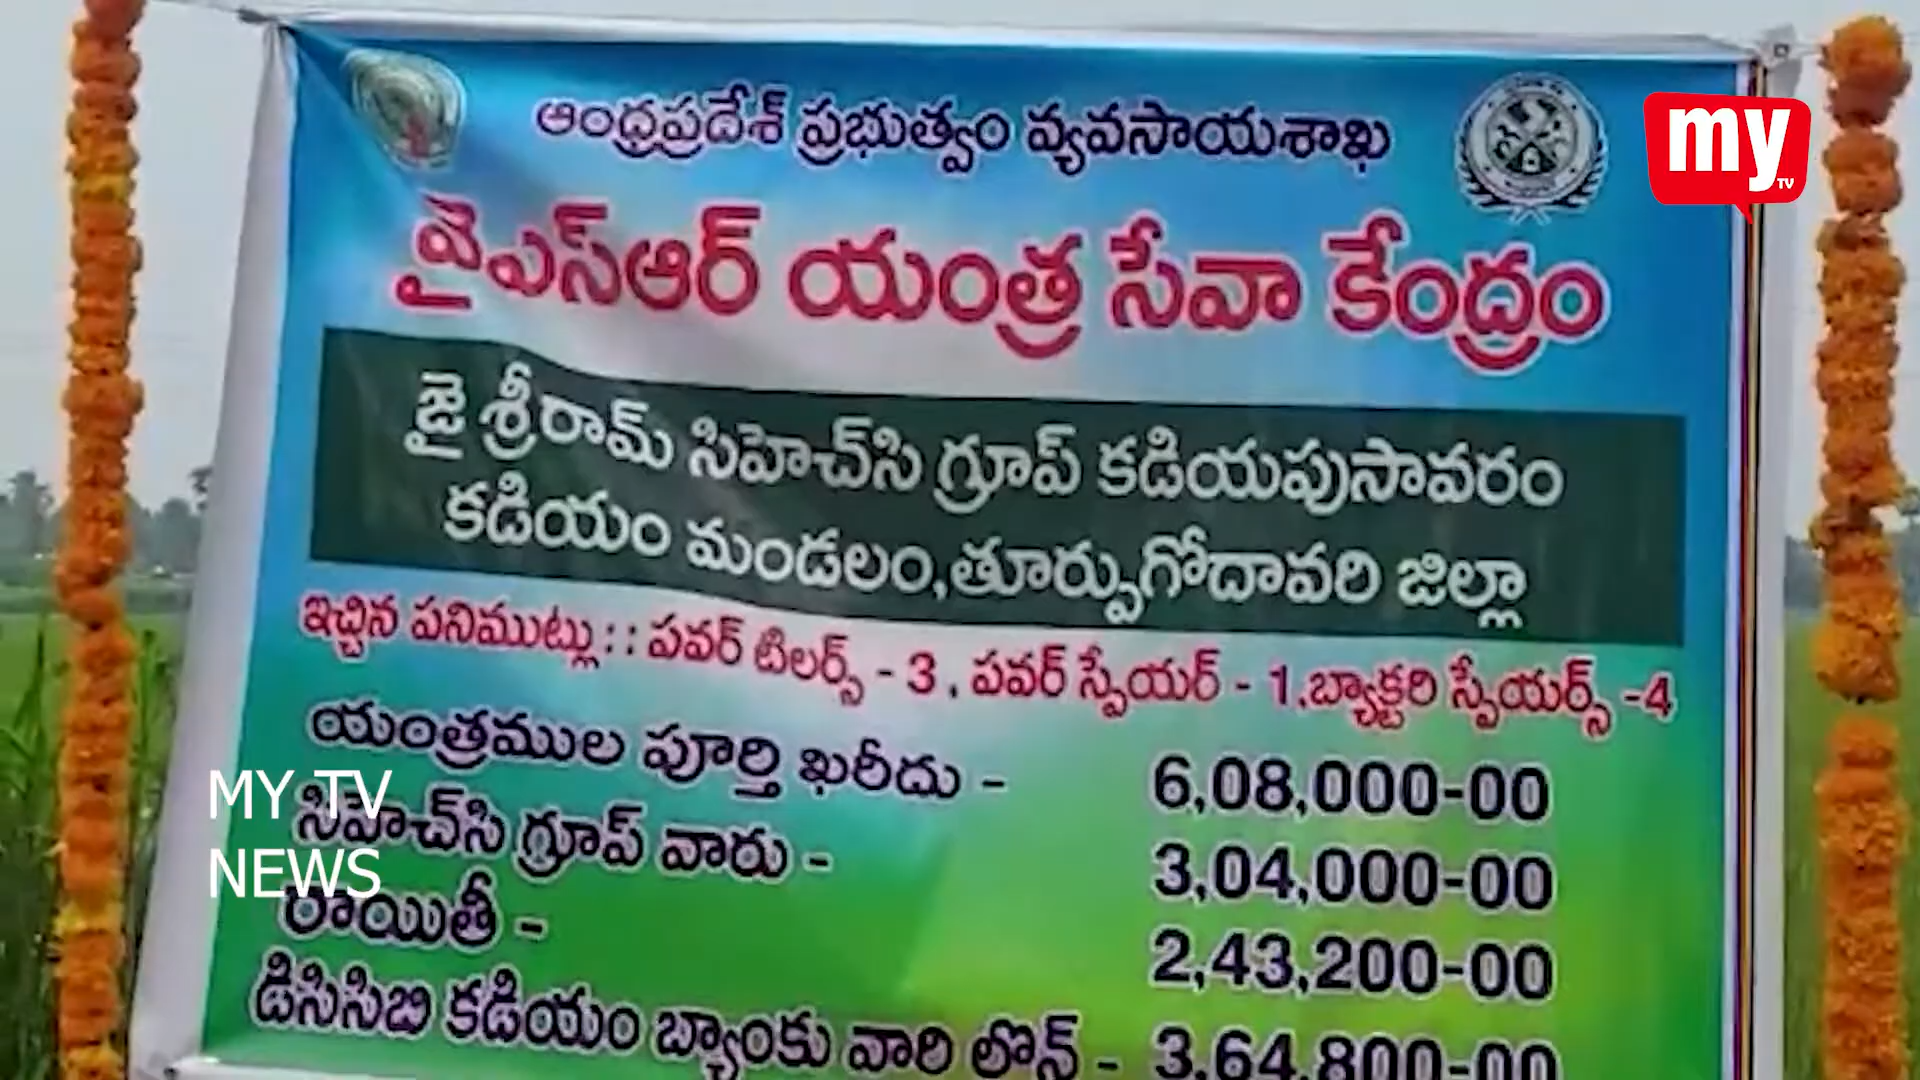 ఆంధ్రప్రదేశ్ ప్రభుత్వం వ్యవసాయశాఖ
my TV
వైఎస్ఆర్ యంత్ర సేవా కేంద్రం
జై శ్రీరామ్ సిహెచ్‌సి గ్రూప్ కడియపుసావరం
కడియం మండలం,తూర్పుగోదావరి జిల్లా
ఇచ్చిన పనిముట్లు:: పవర్ టిలర్స్ - 3 , పవర్ స్ప్రేయర్ - 1,బ్యాక్టరి స్ప్రేయర్స్ -4
యంత్రముల పూర్తి ఖరీదు - 6,08,000-00
సిహెచ్‌సి గ్రూప్ వారు - 3,04,000-00
రాయితీ - 2,43,200-00
డిసిసిబి కడియం బ్యాంకు వారి లొన్ - 3,64,800-00
MY TV
NEWS